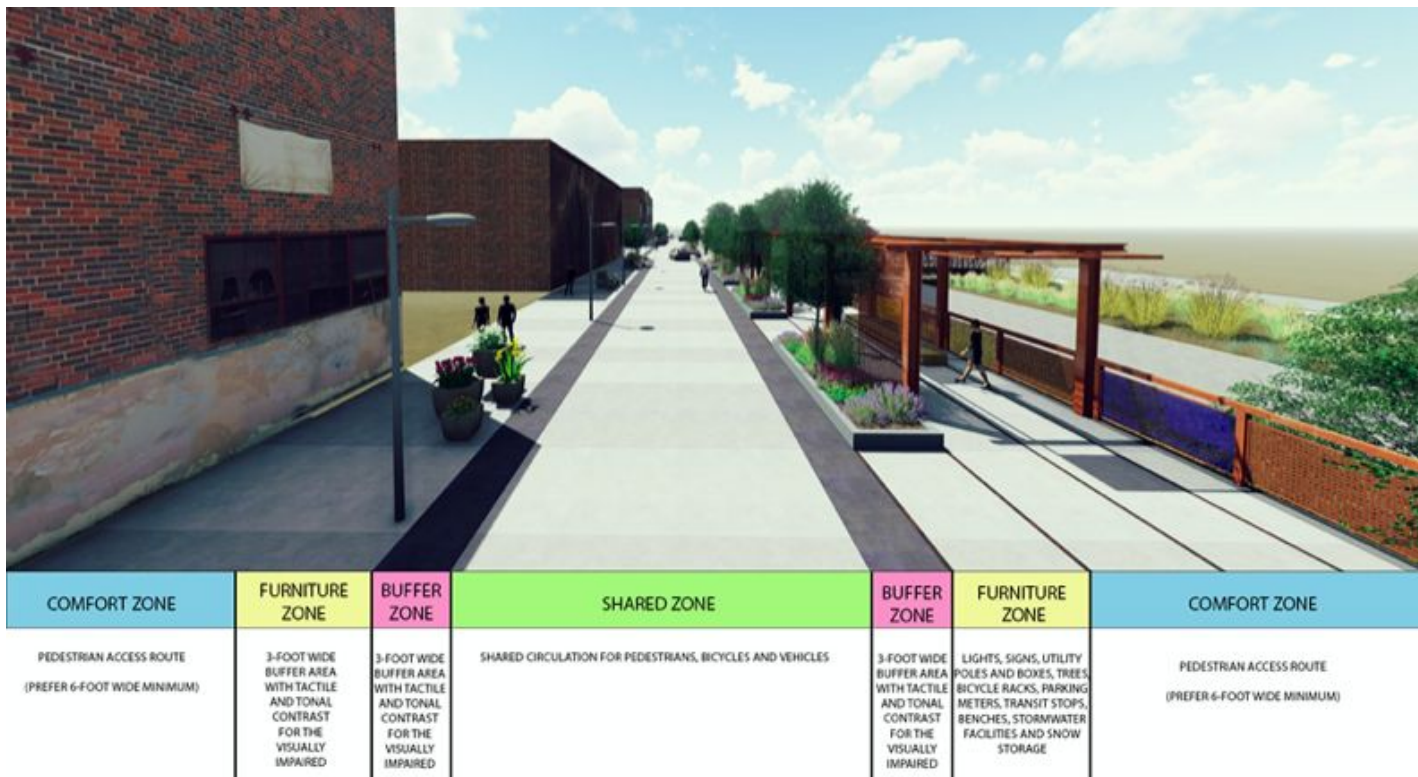 COMFORT ZONE
FURNITURE
ZONE
BUFFER
ZONE
SHARED ZONE
BUFFER
ZONE
FURNITURE
ZONE
COMFORT ZONE
PEDESTRIAN ACCESS ROUTE
(PREFER 6-FOOT WIDE MINIMUM)
3-FOOT WIDE
BUFFER AREA
WITH TACTILE
AND TONAL
CONTRAST
FOR THE
VISUALLY
IMPAIRED
3-FOOT WIDE
BUFFER AREA
WITH TACTILE
AND TONAL
CONTRAST
FOR THE
VISUALLY
IMPAIRED
SHARED CIRCULATION FOR PEDESTRIANS, BICYCLES AND VEHICLES
3-FOOT WIDE
BUFFER AREA
WITH TACTILE
AND TONAL
CONTRAST
FOR THE
VISUALLY
IMPAIRED
LIGHTS, SIGNS, UTILITY
POLES AND BOXES, TREES,
BICYCLE RACKS, PARKING
METERS, TRANSIT STOPS,
BENCHES, STORMWATER
FACILITIES AND SNOW
STORAGE
PEDESTRIAN ACCESS ROUTE
(PREFER 6-FOOT WIDE MINIMUM)